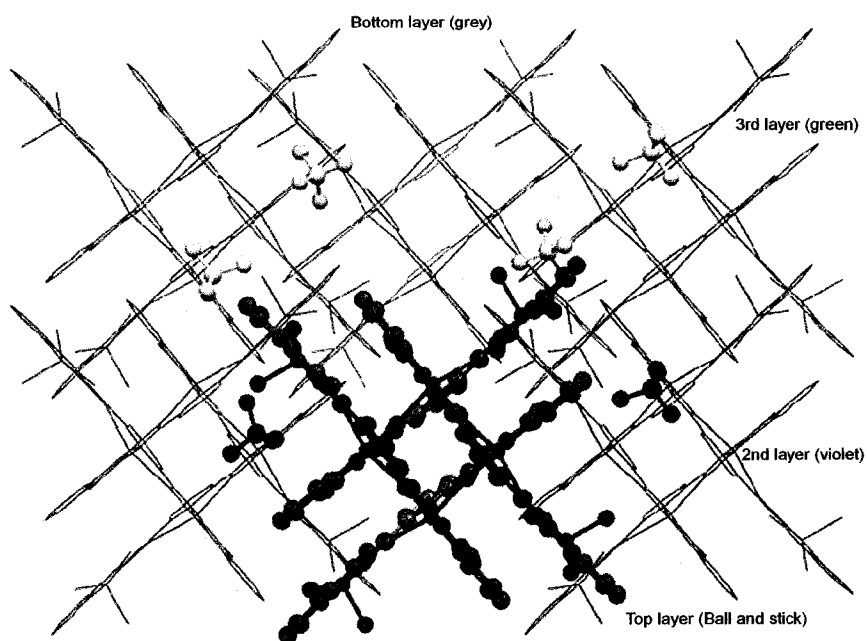 Bottom layer (grey)
3rd layer (green)
2nd layer (violet)
Top layer (Ball and stick)